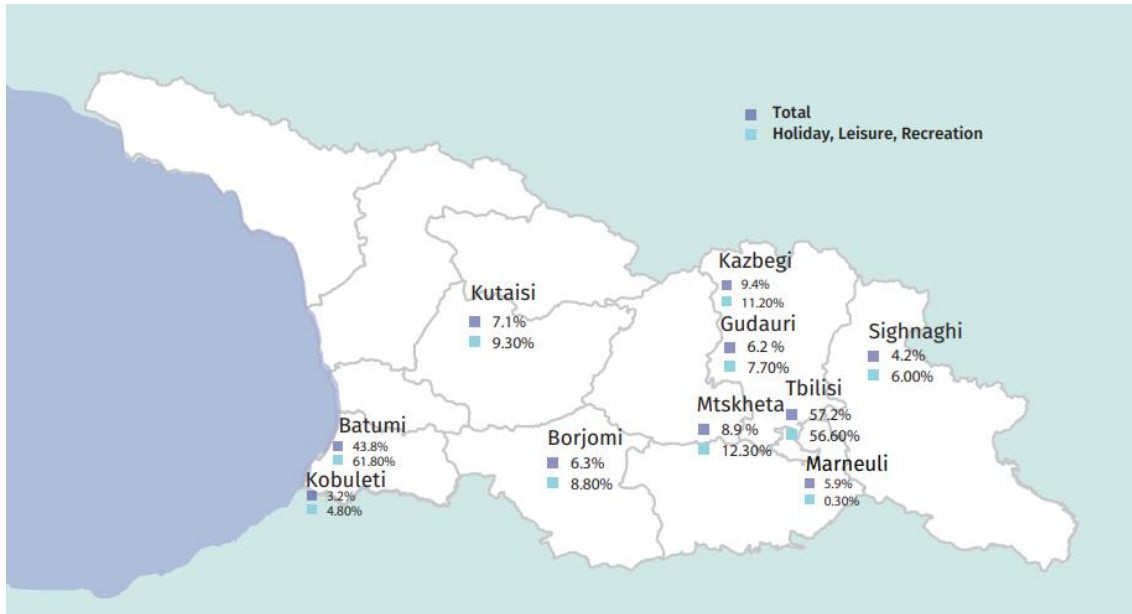 Total
Holiday, Leisure, Recreation
Kazbegi
9.4%
11.20%
Kutaisi
7.1%
9.30%
Gudauri
6.2 %
7.70%
Sighnaghi
4.2%
6.00%
Tbilisi
57.2%
56.60%
Mtskheta
8.9 %
12.30%
Batumi
43.8%
61.80%
Borjomi
6.3%
8.80%
Marneuli
5.9%
0.30%
Kobuleti
3.2%
4.80%